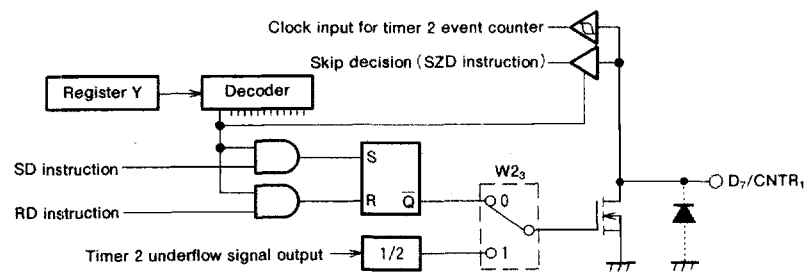 Clock input for timer 2 event counter
Skip decision (SZD instruction)
Register Y
Decoder
SD instruction
S
W2₃
D₇/CNTR₁
RD instruction
R
Q̅
0
Timer 2 underflow signal output
1/2
1